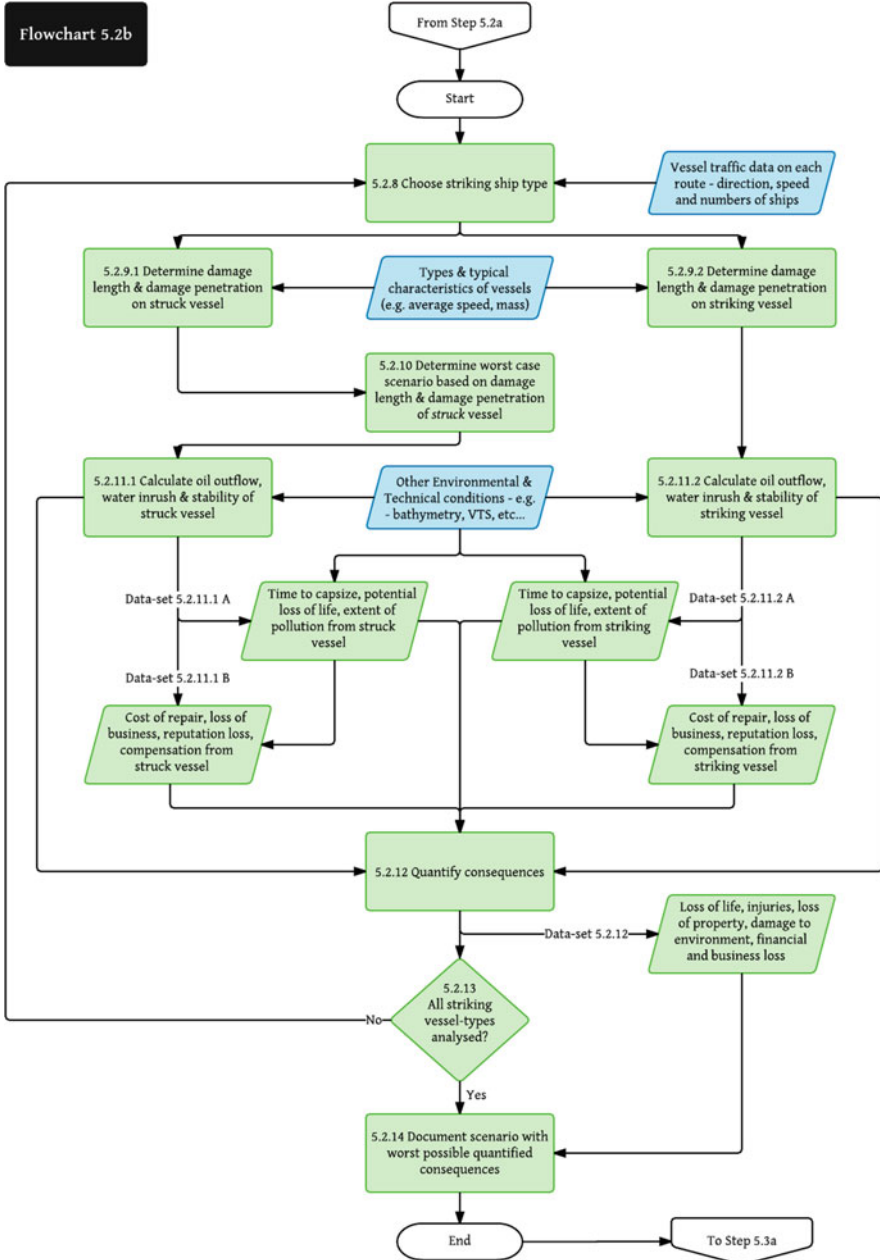 Flowchart 5.2b
From Step 5.2a
Start
5.2.8 Choose striking ship type
Vessel traffic data on each
route - direction, speed
and numbers of ships
5.2.9.1 Determine damage
length & damage penetration
on struck vessel
Types & typical
characteristics of vessels
(e.g. average speed, mass)
5.2.9.2 Determine damage
length & damage penetration
on striking vessel
5.2.10 Determine worst case
scenario based on damage
length & damage penetration
of struck vessel
5.2.11.1 Calculate oil outflow,
water inrush & stability of
struck vessel
Other Environmental &
Technical conditions - e.g.
- bathymetry, VTS, etc...
5.2.11.2 Calculate oil outflow,
water inrush & stability of
striking vessel
Data-set 5.2.11.1 A
Time to capsize, potential
loss of life, extent of
pollution from struck
vessel
Time to capsize, potential
loss of life, extent of
pollution from striking
vessel
Data-set 5.2.11.2 A
Data-set 5.2.11.1 B
Data-set 5.2.11.2 B
Cost of repair, loss of
business, reputation loss,
compensation from
struck vessel
Cost of repair, loss of
business, reputation loss,
compensation from
striking vessel
5.2.12 Quantify consequences
Data-set 5.2.12
Loss of life, injuries, loss
of property, damage to
environment, financial
and business loss
5.2.13
All striking
vessel-types
analysed?
No
Yes
5.2.14 Document scenario with
worst possible quantified
consequences
End
To Step 5.3a